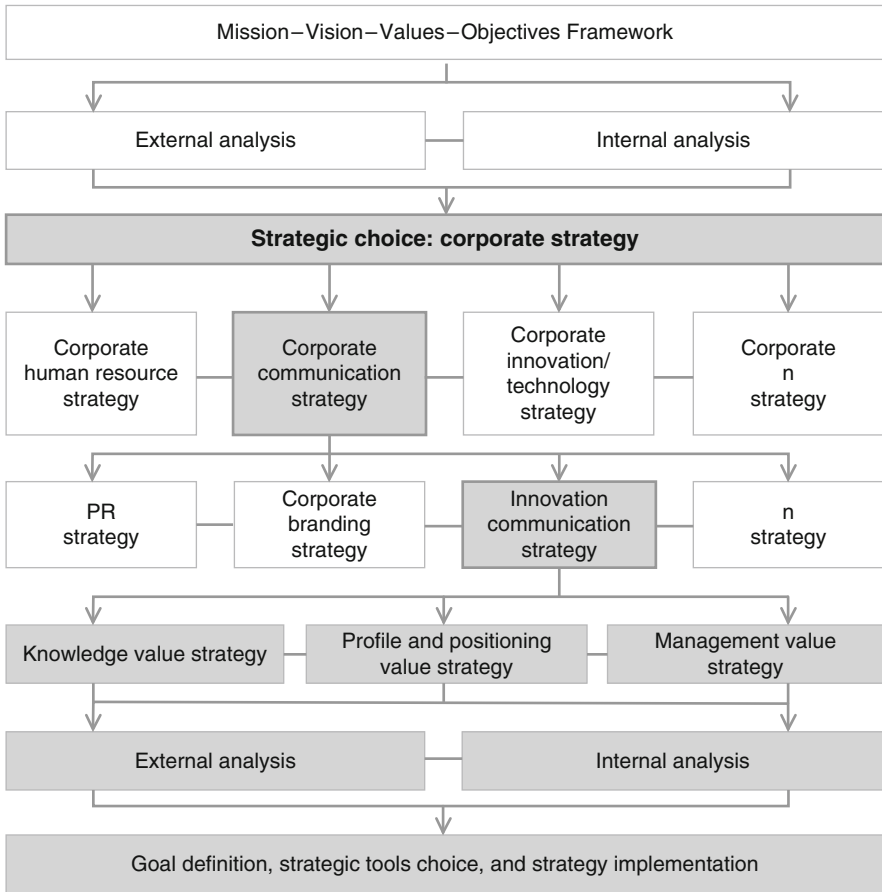 Mission–Vision–Values–Objectives Framework
External analysis
Internal analysis
Strategic choice: corporate strategy
Corporate
human resource
strategy
Corporate
communication
strategy
Corporate
innovation/
technology
strategy
Corporate
n
strategy
PR
strategy
Corporate
branding
strategy
Innovation
communication
strategy
n
strategy
Knowledge value strategy
Profile and positioning
value strategy
Management value
strategy
External analysis
Internal analysis
Goal definition, strategic tools choice, and strategy implementation